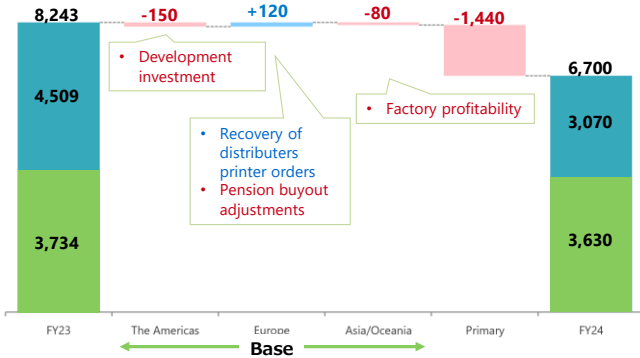 8,243
-150
+120
-80
-1,440
• Development
investment
6,700
4,509
• Factory profitability
3,070
• Recovery of
distributers
printer orders
• Pension buyout
adjustments
3,734
3,630
FY23
The Americas
Europe
Asia/Oceania
Primary
FY24
Base